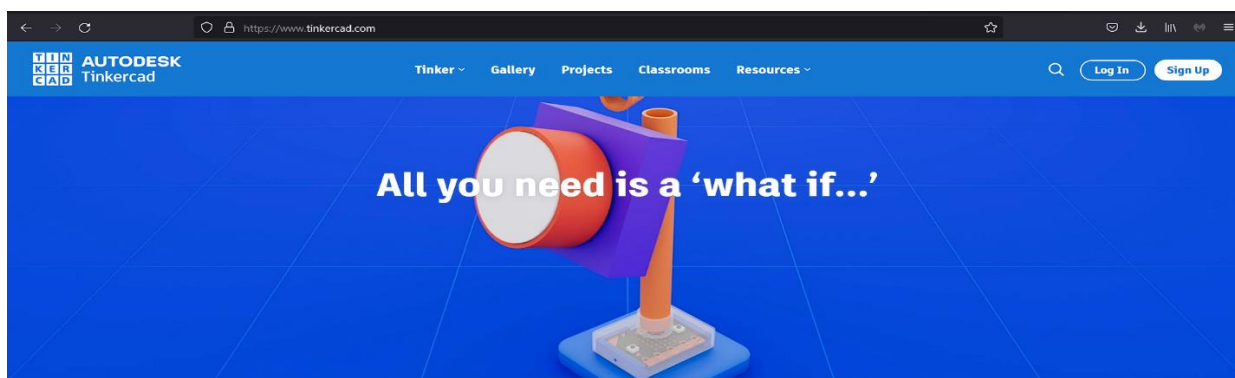 https://www.tinkercad.com
TIN
KER
CAD
AUTODESK
Tinkercad
Tinker Gallery Projects Classrooms Resources
Log In Sign Up
All you need is a ‘what if...’